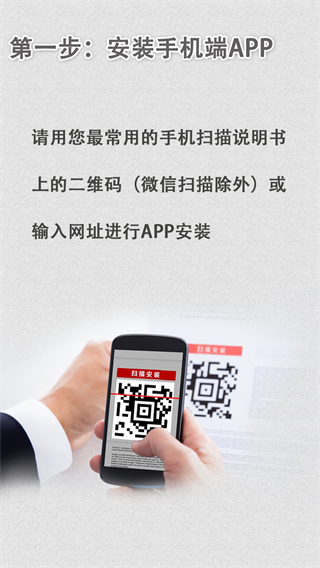 第一步：安装手机端APP
请用您最常用的手机扫描说明书
上的二维码（微信扫描除外）或
输入网址进行APP安装
扫描安装
扫描安装